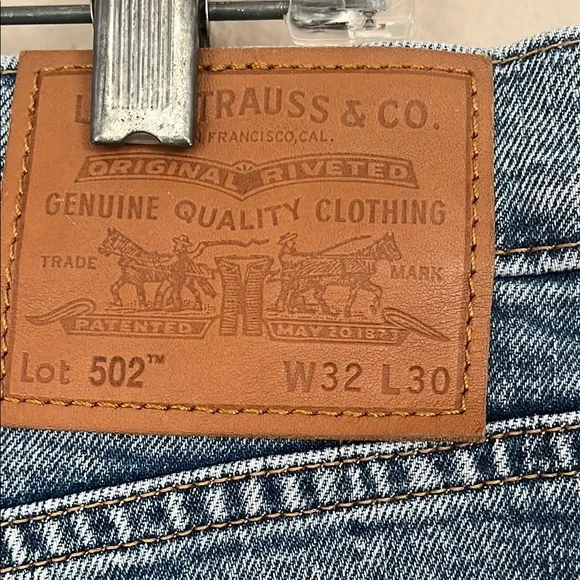 L TRAUSS & CO.
N FRANCISCO, CAL.
ORIGINAL RIVETED
GENUINE QUALITY CLOTHING
TRADE MARK
PATENTED MAY 20 1873
Lot 502™ W32 L30